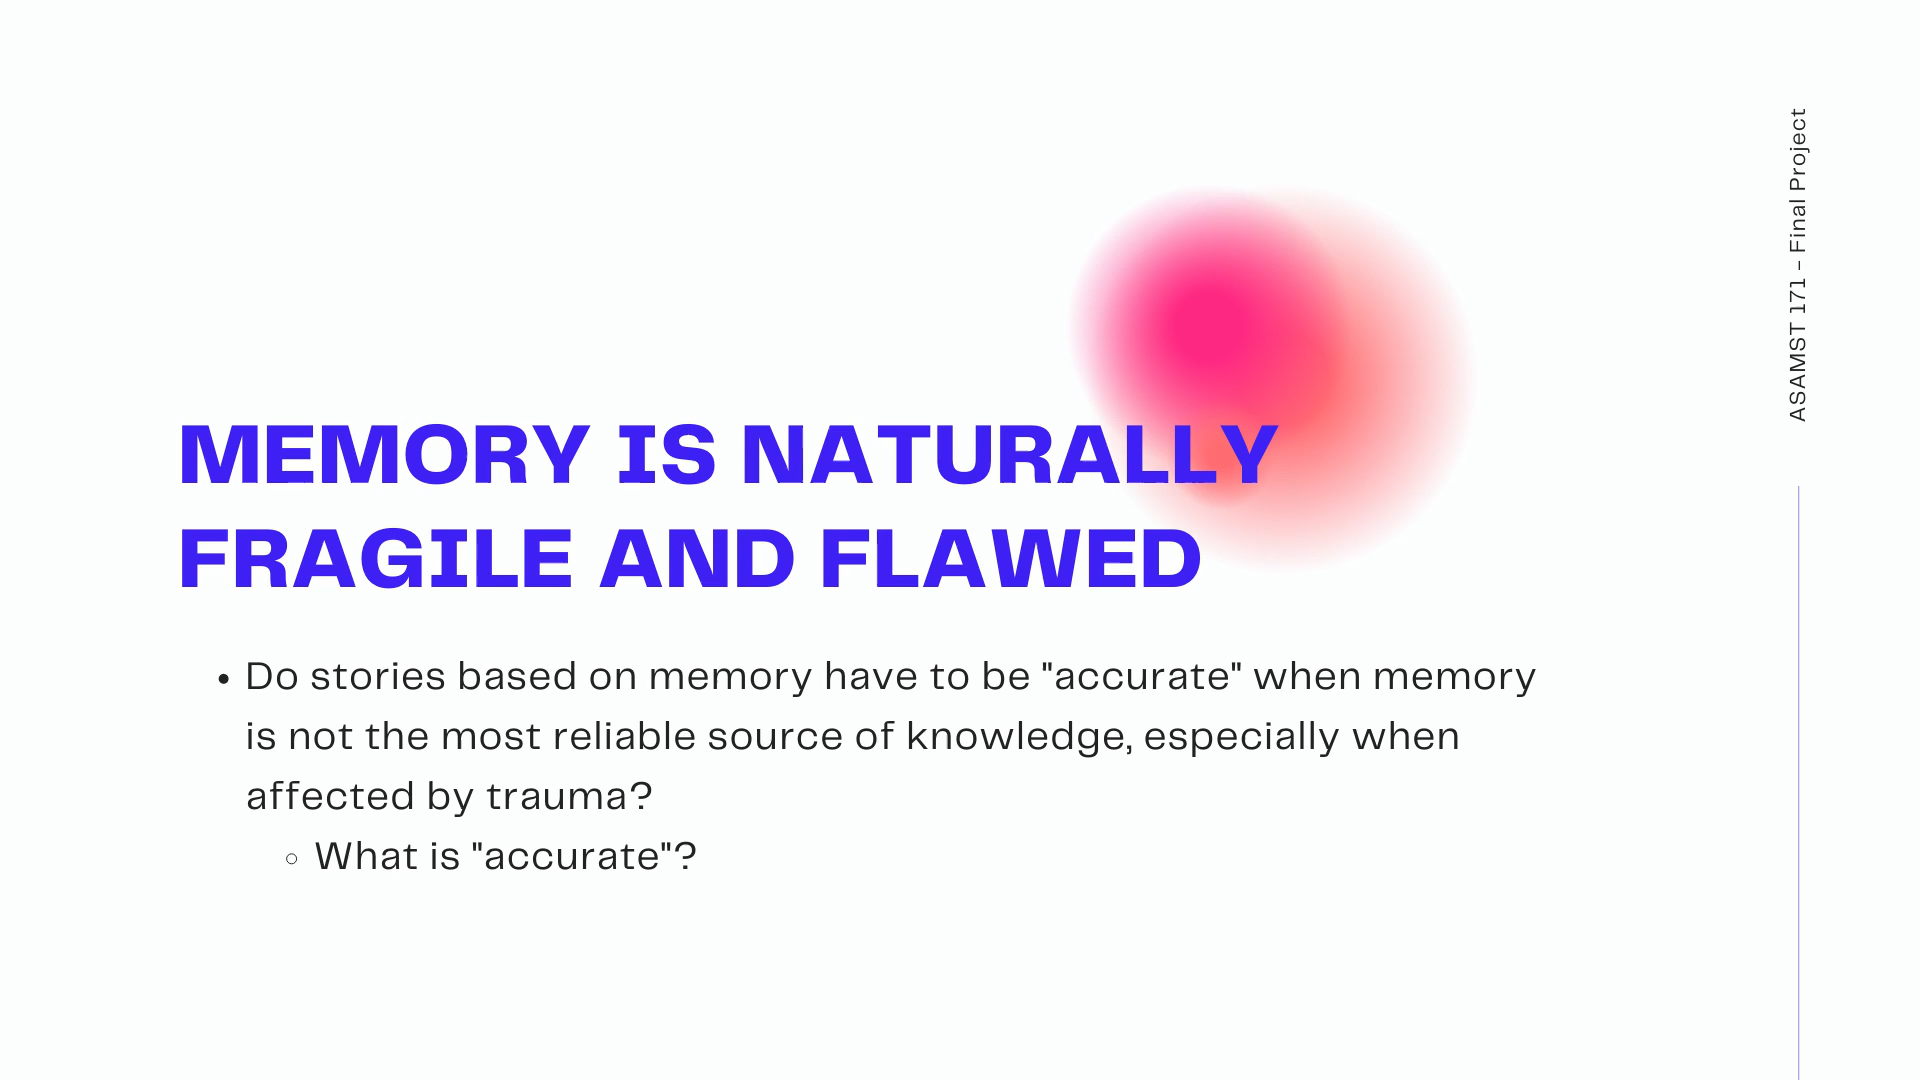 ASAMST 171 – Final Project
MEMORY IS NATURALLY
FRAGILE AND FLAWED
• Do stories based on memory have to be "accurate" when memory
is not the most reliable source of knowledge, especially when
affected by trauma?
◦ What is "accurate"?